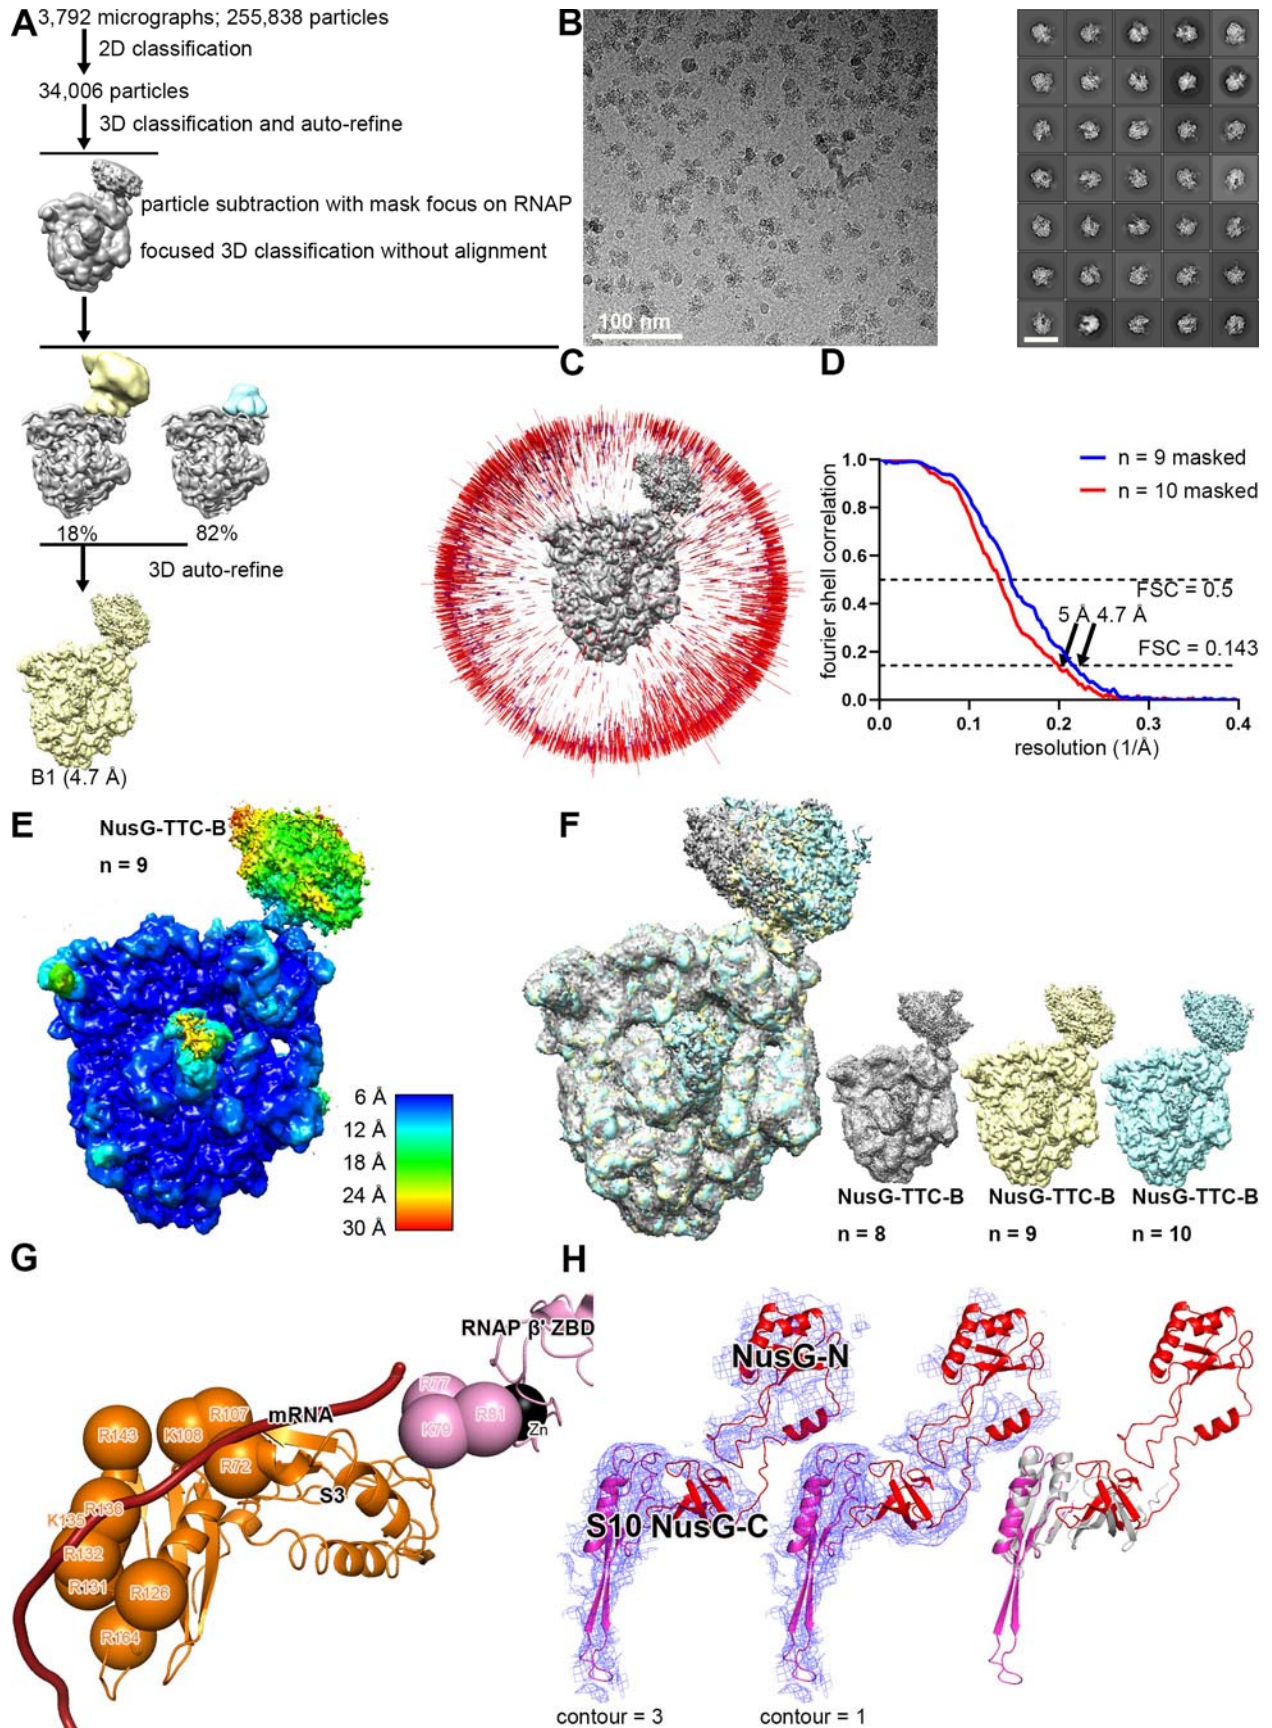 A
3,792 micrographs; 255,838 particles
2D classification
34,006 particles
3D classification and auto-refine
particle subtraction with mask focus on RNAP
focused 3D classification without alignment
18%
82%
3D auto-refine
B1 (4.7 Å)
B
100 nm
C
D
n = 9 masked
n = 10 masked
fourier shell correlation
1.0
0.8
0.6
0.4
0.2
0.0
FSC = 0.5
5 Å 4.7 Å
FSC = 0.143
0.0 0.1 0.2 0.3 0.4
resolution (1/Å)
E
NusG-TTC-B
n = 9
6 Å
12 Å
18 Å
24 Å
30 Å
F
NusG-TTC-B
n = 8
NusG-TTC-B
n = 9
NusG-TTC-B
n = 10
G
RNAP β' ZBD
R77
K79
R81
Zn
mRNA
R107
K108
R143
R72
S3
R136
K135
R132
R131
R126
R164
H
NusG-N
S10 NusG-C
contour = 3
contour = 1